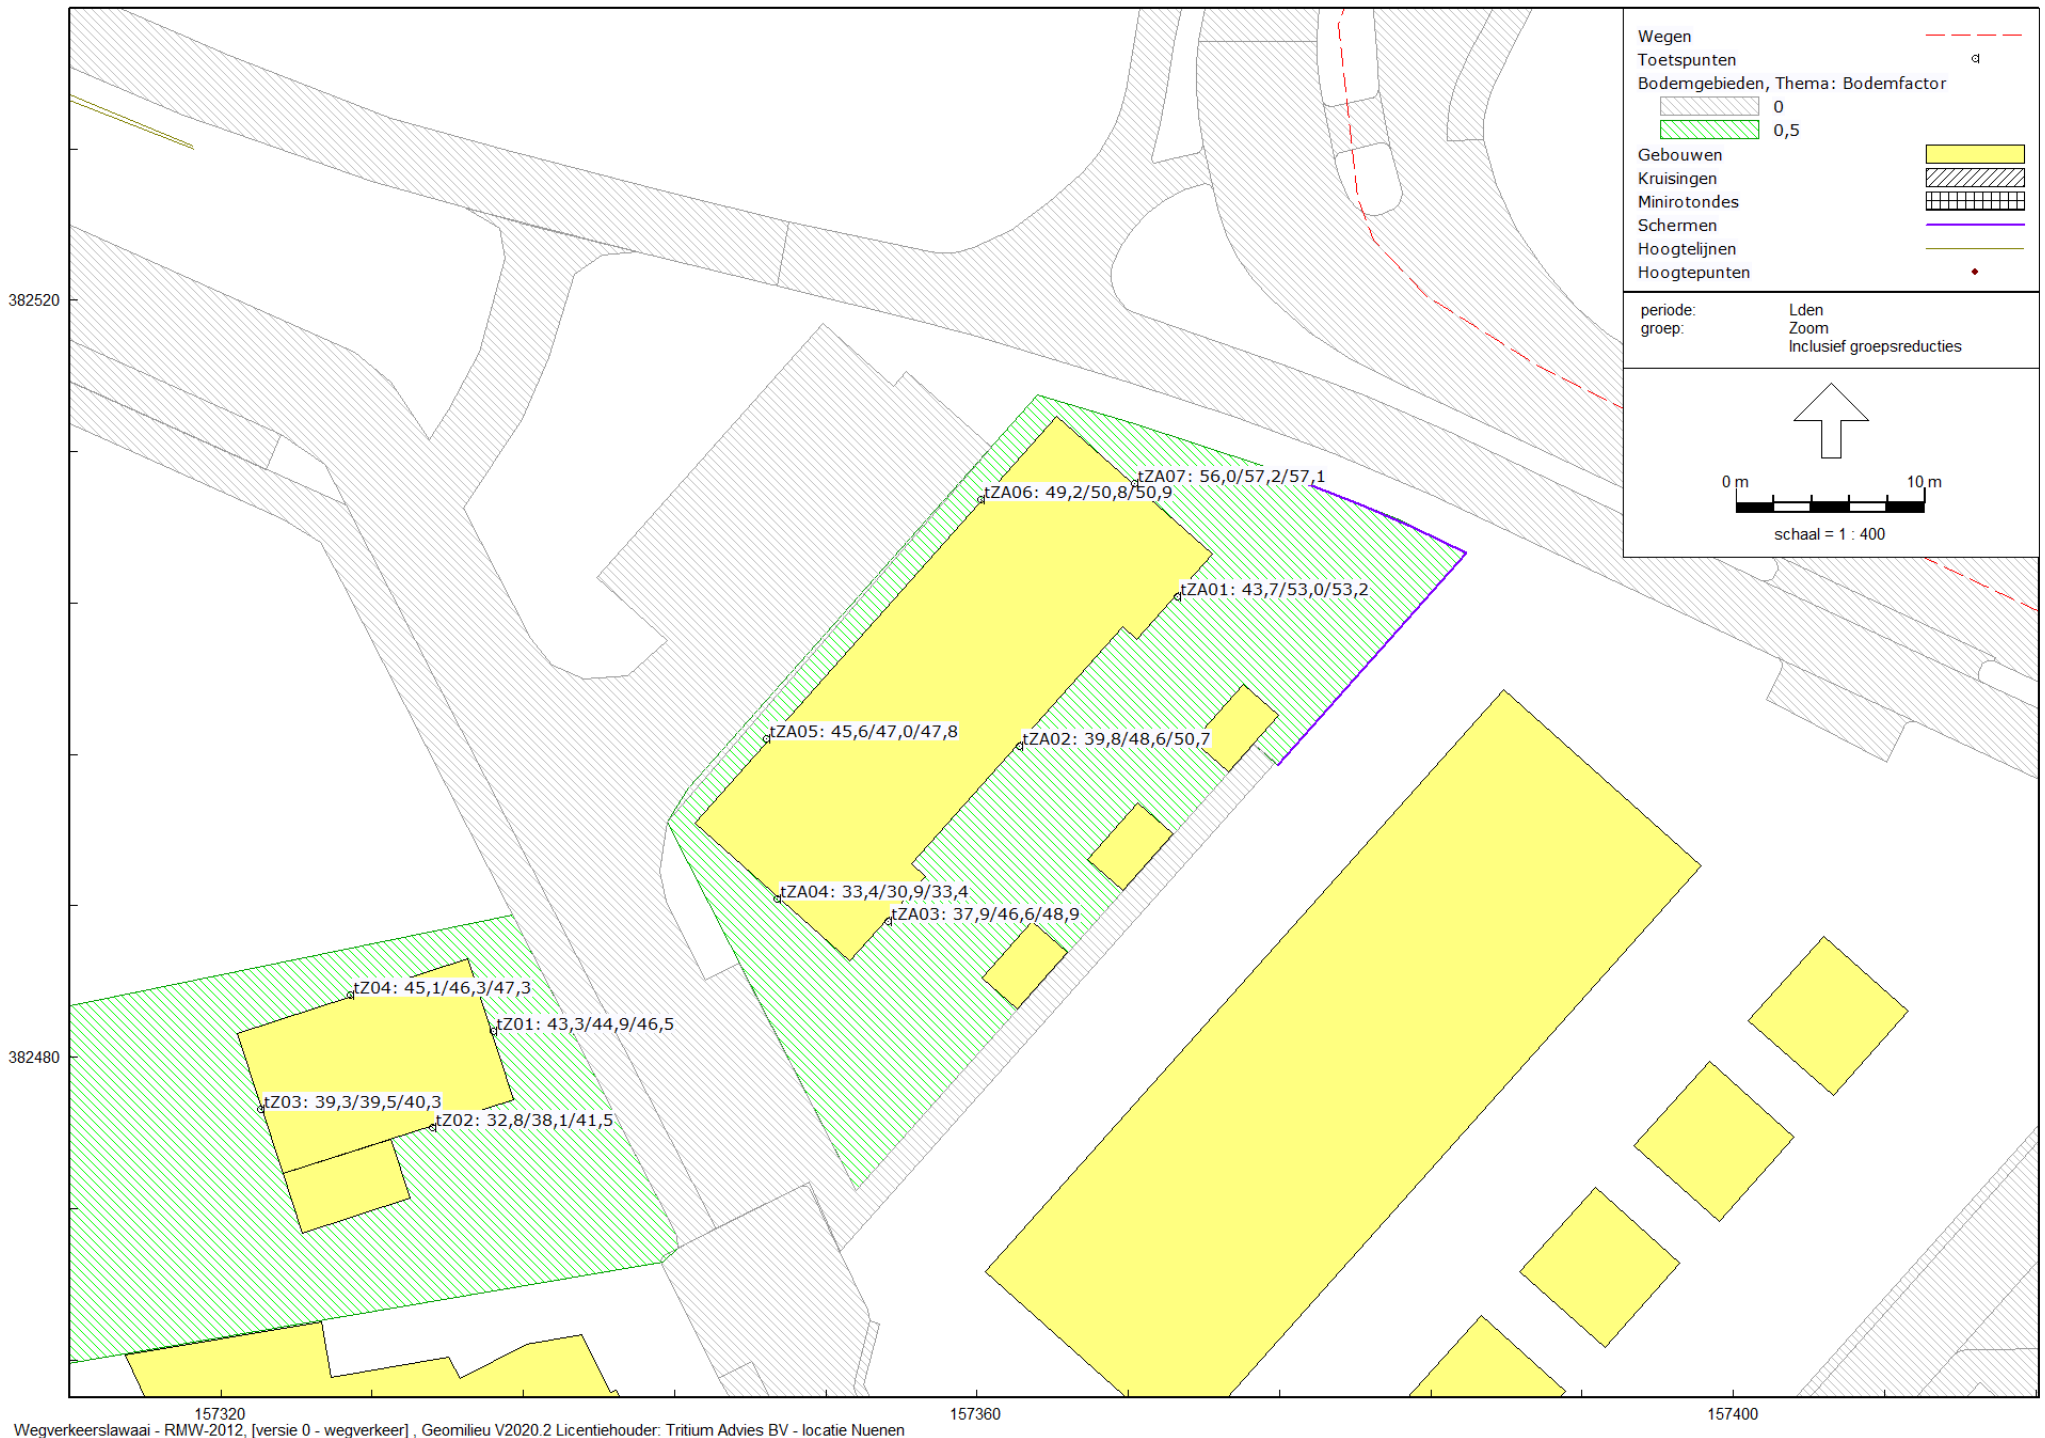 Wegen
Toetspunten
Bodemgebieden, Thema: Bodemfactor
0
0,5
Gebouwen
Kruisingen
Minirotondes
Schermen
Hoogtelijnen
Hoogtepunten
periode: Lden
groep: Zoom
Inclusief groepsreducties
0 m 10 m
schaal = 1 : 400
382520
tZA07: 56,0/57,2/57,1
tZA06: 49,2/50,8/50,9
tZA01: 43,7/53,0/53,2
tZA05: 45,6/47,0/47,8
tZA02: 39,8/48,6/50,7
tZA04: 33,4/30,9/33,4
tZA03: 37,9/46,6/48,9
tZ04: 45,1/46,3/47,3
tZ01: 43,3/44,9/46,5
382480
tZ03: 39,3/39,5/40,3
tZ02: 32,8/38,1/41,5
157320 157360 157400
Wegverkeerslawaai - RMW-2012, [versie 0 - wegverkeer] , Geomilieu V2020.2 Licentiehouder: Tritium Advies BV - locatie Nuenen